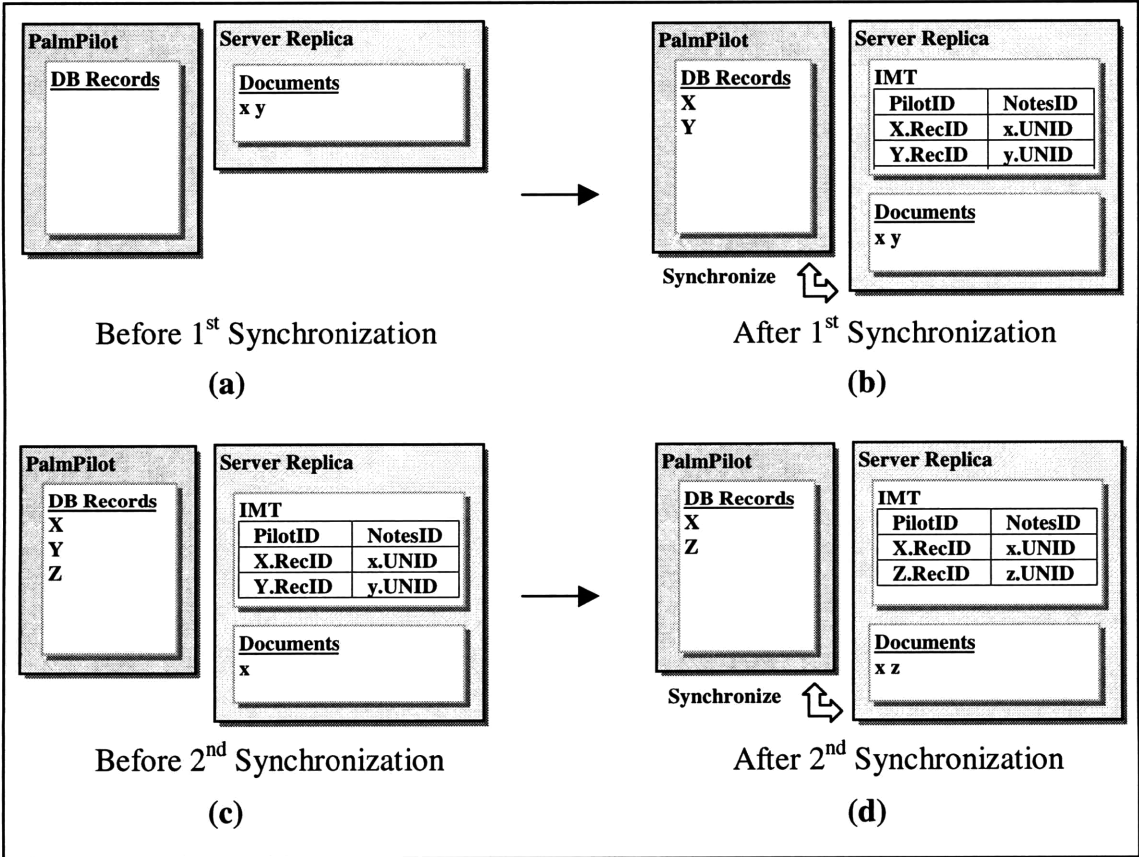 PalmPilot
DB Records
Server Replica
Documents
x y
Before 1st Synchronization
(a)
PalmPilot
DB Records
X
Y
Server Replica
IMT
PilotID NotesID
X.RecID x.UNID
Y.RecID y.UNID
Documents
x y
Synchronize
After 1st Synchronization
(b)
PalmPilot
DB Records
X
Y
Z
Server Replica
IMT
PilotID NotesID
X.RecID x.UNID
Y.RecID y.UNID
Documents
x
Before 2nd Synchronization
(c)
PalmPilot
DB Records
X
Z
Server Replica
IMT
PilotID NotesID
X.RecID x.UNID
Z.RecID z.UNID
Documents
x z
Synchronize
After 2nd Synchronization
(d)